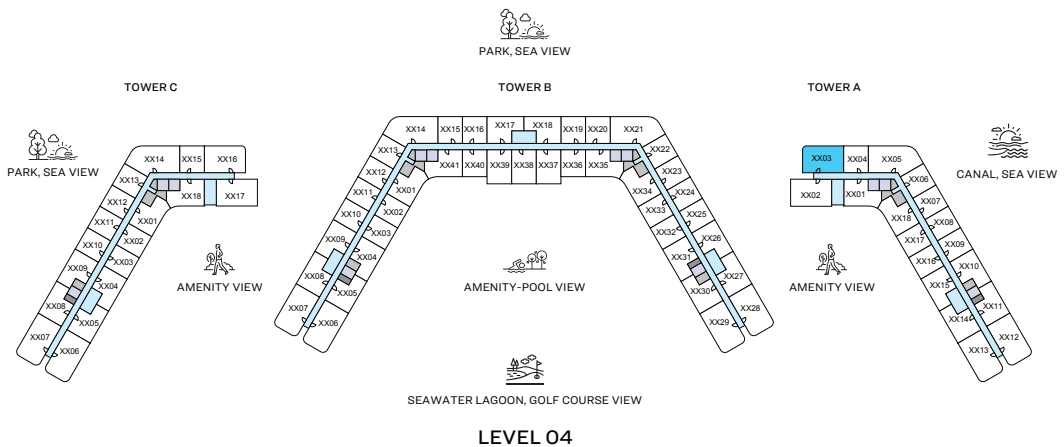 PARK, SEA VIEW
TOWER C
TOWER B
TOWER A
PARK, SEA VIEW
CANAL, SEA VIEW
XX14
XX15
XX16
XX13
XX18
XX17
XX12
XX01
XX11
XX02
XX10
XX03
XX09
XX04
XX08
XX05
XX07
XX06
AMENITY VIEW
XX14
XX15
XX16
XX17
XX18
XX19
XX20
XX21
XX13
XX41
XX40
XX39
XX38
XX37
XX36
XX35
XX22
XX12
XX01
XX34
XX23
XX11
XX02
XX33
XX24
XX10
XX03
XX32
XX25
XX09
XX04
XX31
XX26
XX08
XX05
XX30
XX27
XX07
XX06
XX29
XX28
AMENITY-POOL VIEW
XX03
XX04
XX05
XX02
XX01
XX06
XX18
XX07
XX17
XX08
XX16
XX09
XX15
XX10
XX14
XX11
XX13
XX12
AMENITY VIEW
SEAWATER LAGOON, GOLF COURSE VIEW
LEVEL 04